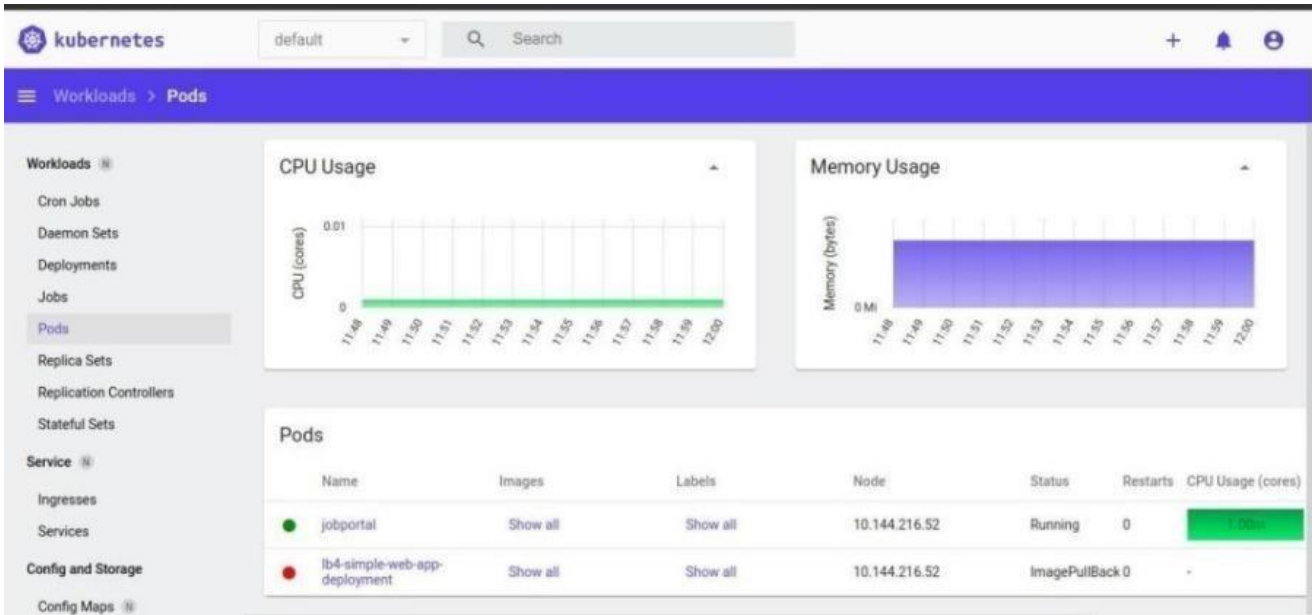 kubernetes
default
Search
Workloads > Pods
Workloads N
Cron Jobs
Daemon Sets
Deployments
Jobs
Pods
Replica Sets
Replication Controllers
Stateful Sets
Service N
Ingresses
Services
Config and Storage
Config Maps N
CPU Usage
CPU (cores)
0.01
0
11:48 11:49 11:50 11:51 11:52 11:53 11:54 11:55 11:56 11:57 11:58 11:59 12:00
Memory Usage
Memory (bytes)
0 Mi
11:48 11:49 11:50 11:51 11:52 11:53 11:54 11:55 11:56 11:57 11:58 11:59 12:00
Pods
Name Images Labels Node Status Restarts CPU Usage (cores)
jobportal Show all Show all 10.144.216.52 Running 0 1.00m
lb4-simple-web-app-
deployment Show all Show all 10.144.216.52 ImagePullBack 0 -